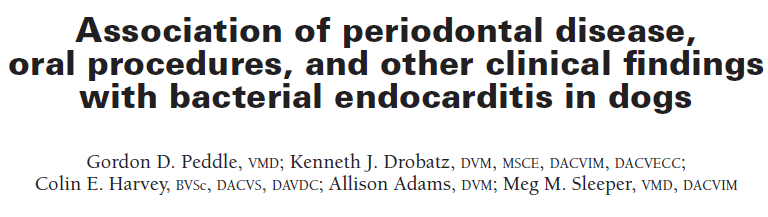 Association of periodontal disease,
oral procedures, and other clinical findings
with bacterial endocarditis in dogs
Gordon D. Peddle, VMD; Kenneth J. Drobatz, DVM, MSCE, DACVIM, DACVECC;
Colin E. Harvey, BVSc, DACVS, DAVDC; Allison Adams, DVM; Meg M. Sleeper, VMD, DACVIM